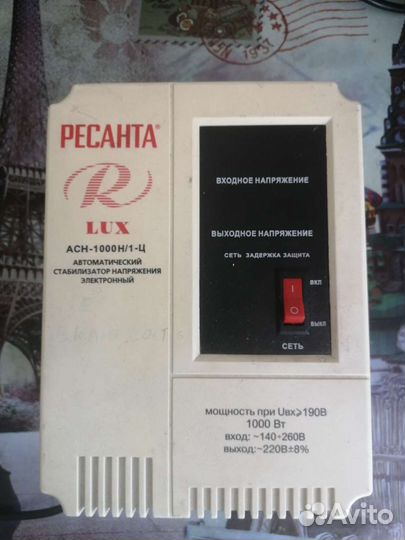 РЕСАНТА®
R
LUX
АСН-1000Н/1-Ц
АВТОМАТИЧЕСКИЙ
СТАБИЛИЗАТОР НАПРЯЖЕНИЯ
ЭЛЕКТРОННЫЙ
ВХОДНОЕ НАПРЯЖЕНИЕ
ВЫХОДНОЕ НАПРЯЖЕНИЕ
СЕТЬ ЗАДЕРЖКА ЗАЩИТА
ВКЛ
I
O
ВЫКЛ
СЕТЬ
мощность при Uвх⩾190В
1000 Вт
вход: ~140÷260В
выход:~220В±8%
Avito